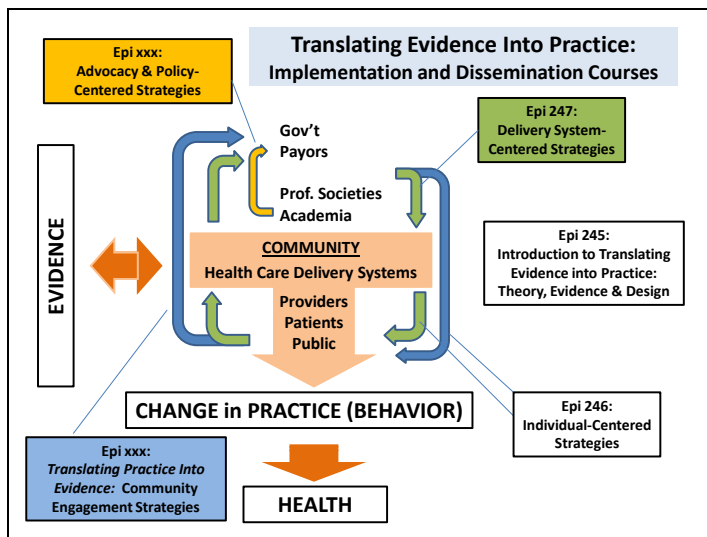 Translating Evidence Into Practice:
Implementation and Dissemination Courses
Epi xxx:
Advocacy & Policy-
Centered Strategies
Epi 247:
Delivery System-
Centered Strategies
Gov't
Payors
Prof. Societies
Academia
EVIDENCE
COMMUNITY
Health Care Delivery Systems
Providers
Patients
Public
Epi 245:
Introduction to Translating
Evidence into Practice:
Theory, Evidence & Design
CHANGE in PRACTICE (BEHAVIOR)
Epi 246:
Individual-Centered
Strategies
Epi xxx:
Translating Practice Into
Evidence: Community
Engagement Strategies
HEALTH